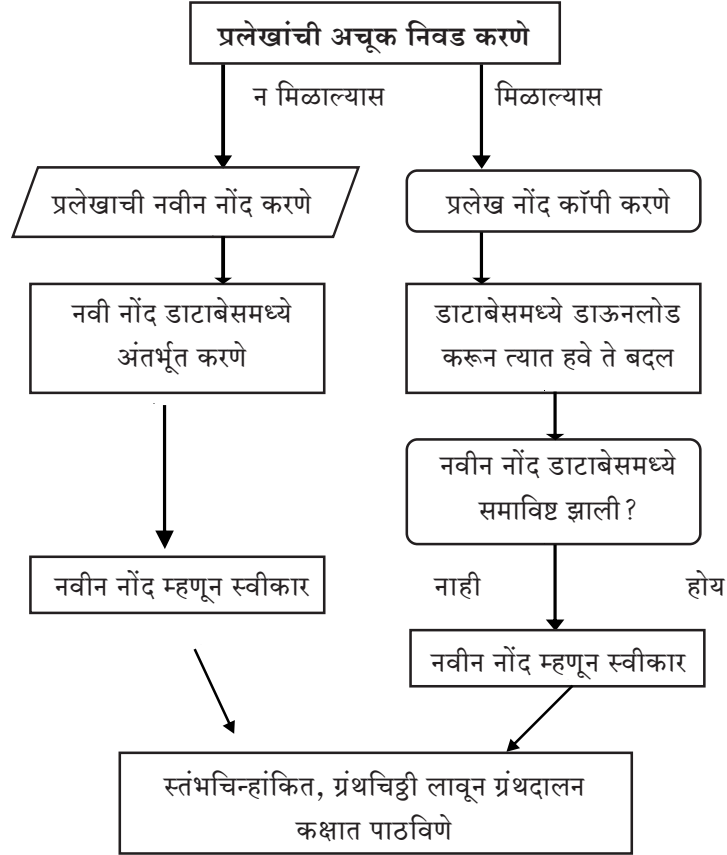 प्रलेखांची अचूक निवड करणे
न मिळाल्यास
मिळाल्यास
प्रलेखाची नवीन नोंद करणे
प्रलेख नोंद कॉपी करणे
नवी नोंद डाटाबेसमध्ये
अंतर्भूत करणे
डाटाबेसमध्ये डाऊनलोड
करून त्यात हवे ते बदल
नवीन नोंद डाटाबेसमध्ये
समाविष्ट झाली?
नवीन नोंद म्हणून स्वीकार
नाही
होय
नवीन नोंद म्हणून स्वीकार
स्तंभचिन्हांकित, ग्रंथचिठ्ठी लावून ग्रंथदालन
कक्षात पाठविणे